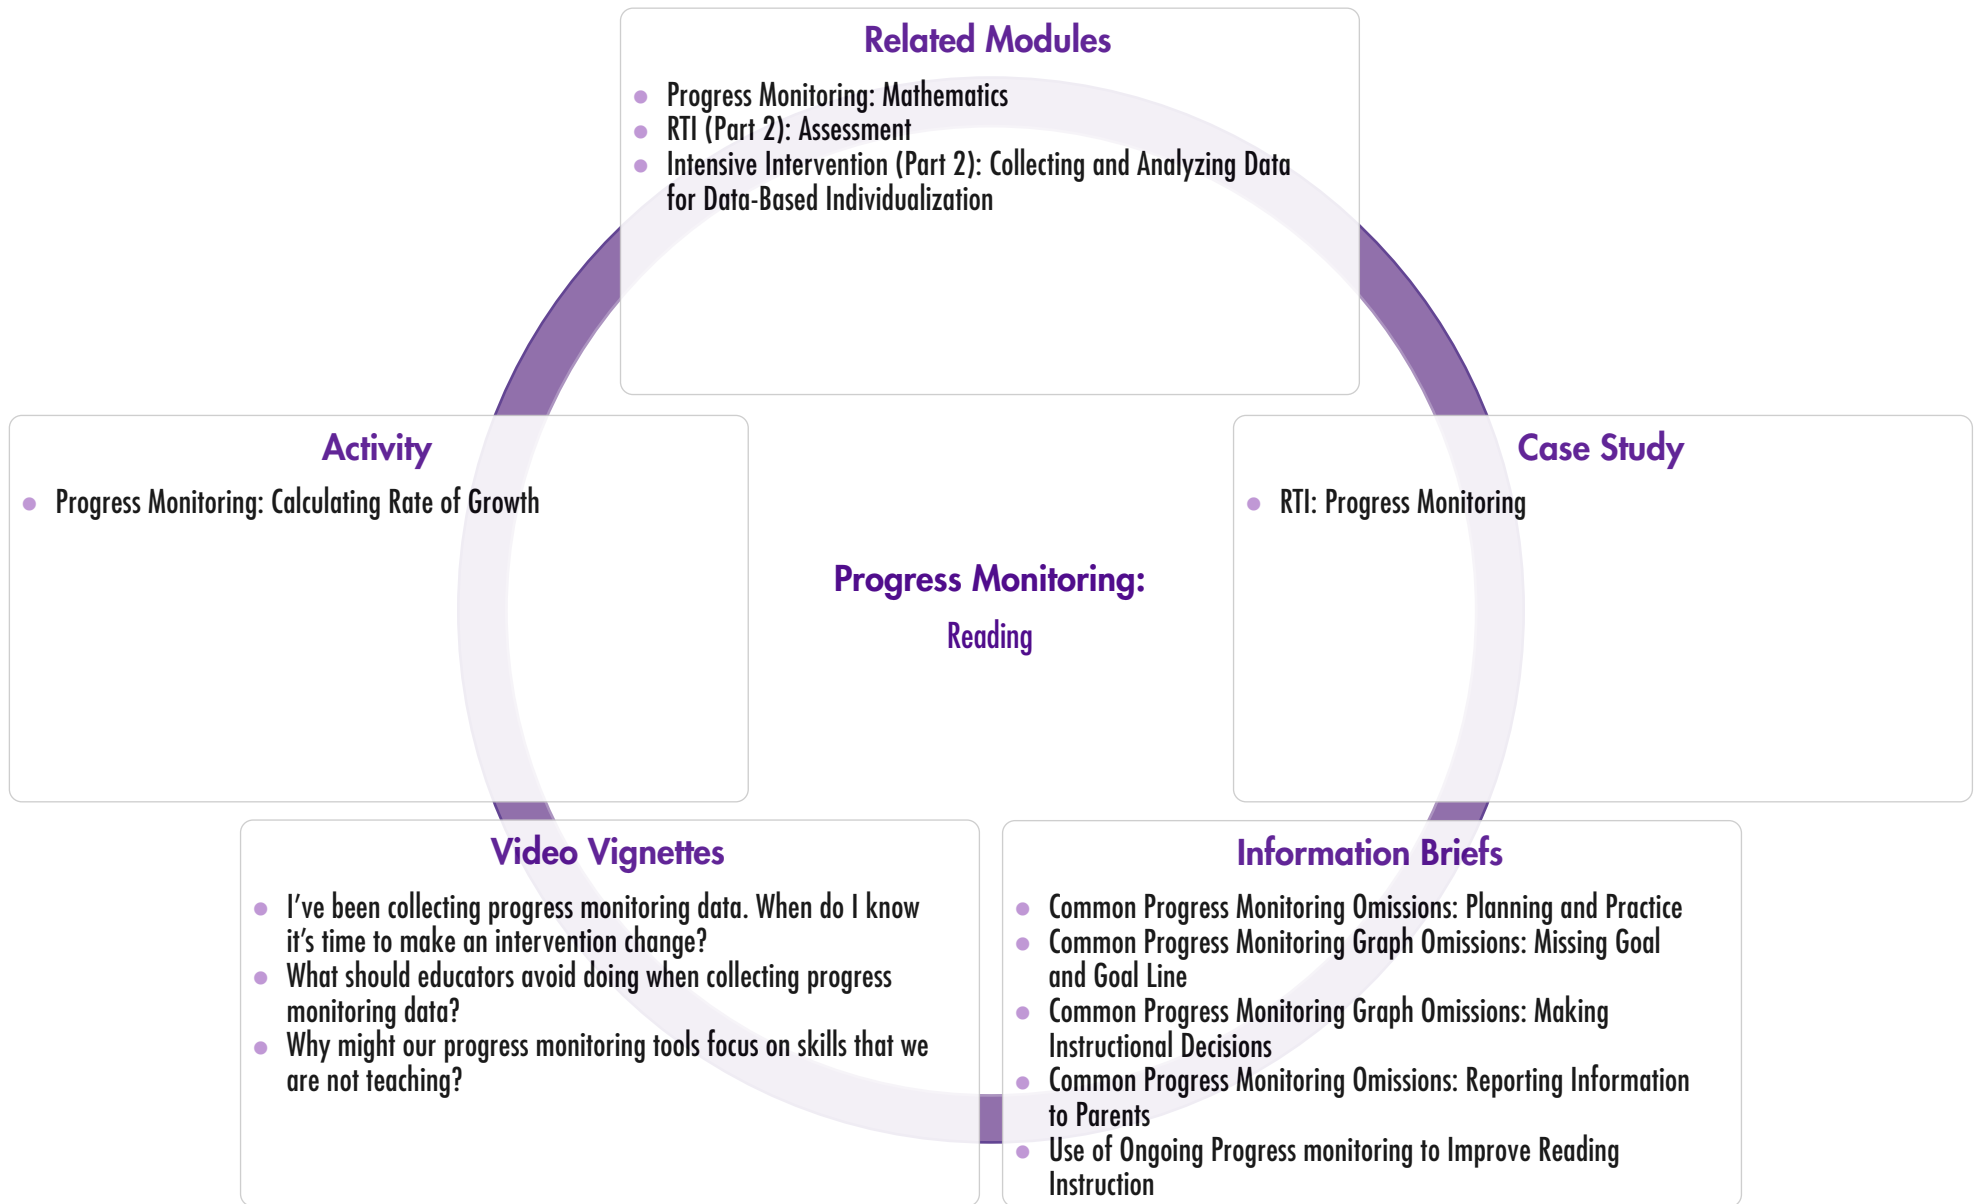 Related Modules
Progress Monitoring: Mathematics
RTI (Part 2): Assessment
Intensive Intervention (Part 2): Collecting and Analyzing Data
for Data-Based Individualization
Activity
Progress Monitoring: Calculating Rate of Growth
Case Study
RTI: Progress Monitoring
Progress Monitoring:
Reading
Video Vignettes
I’ve been collecting progress monitoring data. When do I know
it’s time to make an intervention change?
What should educators avoid doing when collecting progress
monitoring data?
Why might our progress monitoring tools focus on skills that we
are not teaching?
Information Briefs
Common Progress Monitoring Omissions: Planning and Practice
Common Progress Monitoring Graph Omissions: Missing Goal
and Goal Line
Common Progress Monitoring Graph Omissions: Making
Instructional Decisions
Common Progress Monitoring Omissions: Reporting Information
to Parents
Use of Ongoing Progress monitoring to Improve Reading
Instruction